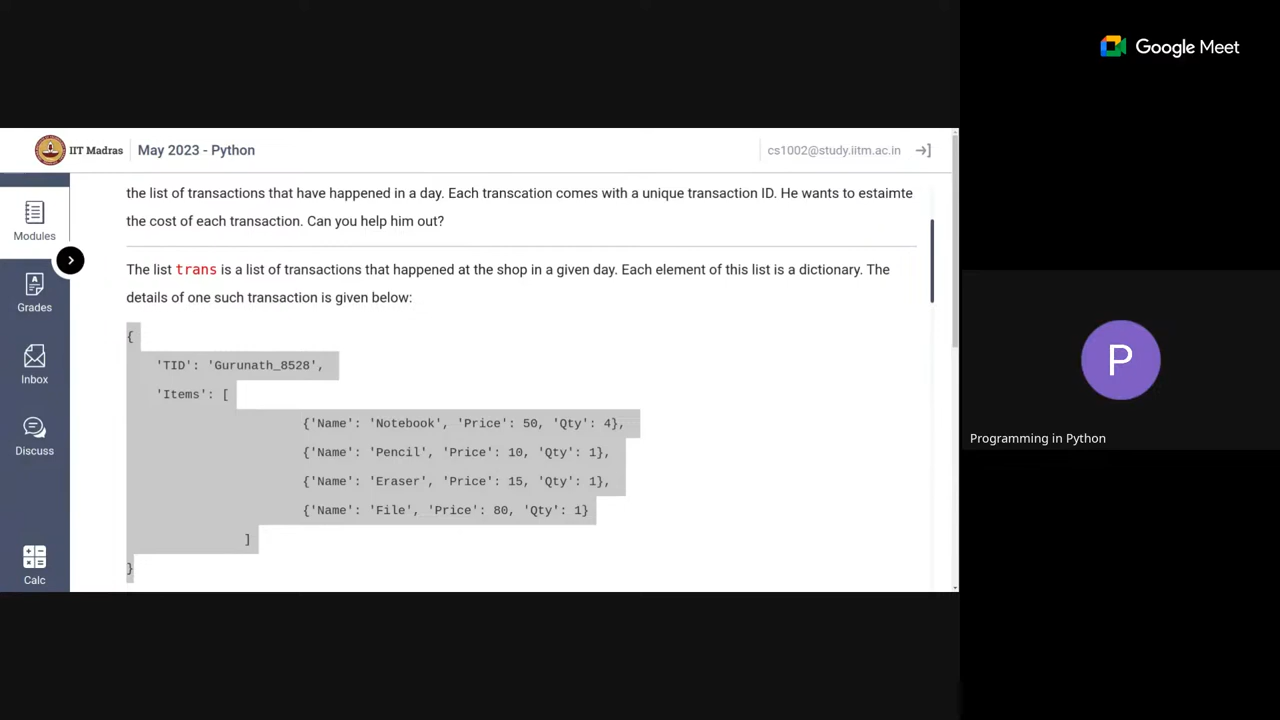 Google Meet
IIT Madras
May 2023 - Python
cs1002@study.iitm.ac.in
Modules
Grades
Inbox
Discuss
Calc
the list of transactions that have happened in a day. Each transcation comes with a unique transaction ID. He wants to estaimte
the cost of each transaction. Can you help him out?
The list trans is a list of transactions that happened at the shop in a given day. Each element of this list is a dictionary. The
details of one such transaction is given below:
{
'TID': 'Gurunath_8528',
'Items': [
{'Name': 'Notebook', 'Price': 50, 'Qty': 4},
{'Name': 'Pencil', 'Price': 10, 'Qty': 1},
{'Name': 'Eraser', 'Price': 15, 'Qty': 1},
{'Name': 'File', 'Price': 80, 'Qty': 1}
]
}
P
Programming in Python